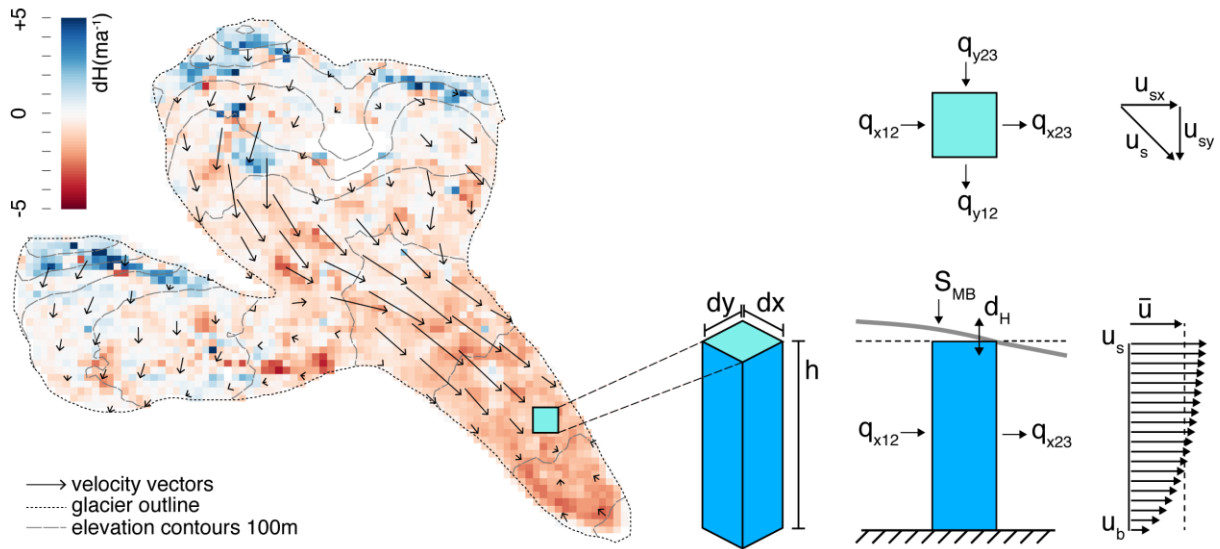 +5
0
-5
dH(ma⁻¹)
velocity vectors
glacier outline
elevation contours 100m
dy
dx
h
q_y23
q_x12
q_x23
q_y12
u_sx
u_s
u_sy
S_MB
d_H
q_x12
q_x23
ū
u_s
u_b